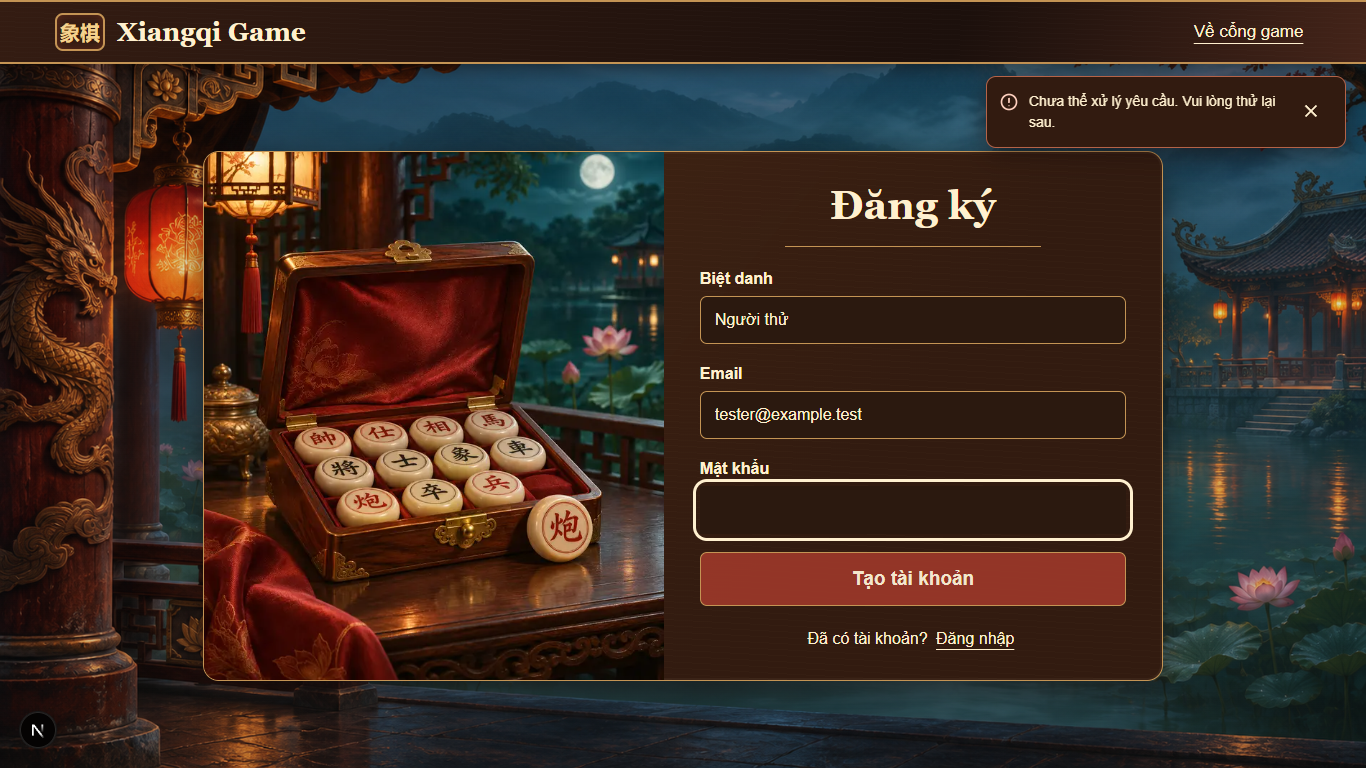 象棋 Xiangqi Game
Về cổng game
Chưa thể xử lý yêu cầu. Vui lòng thử lại
sau.
Đăng ký
Biệt danh
Người thử
Email
tester@example.test
Mật khẩu
Tạo tài khoản
Đã có tài khoản? Đăng nhập
帥 仕 相 馬
將 士 象 車
炮 卒 兵
炮
N